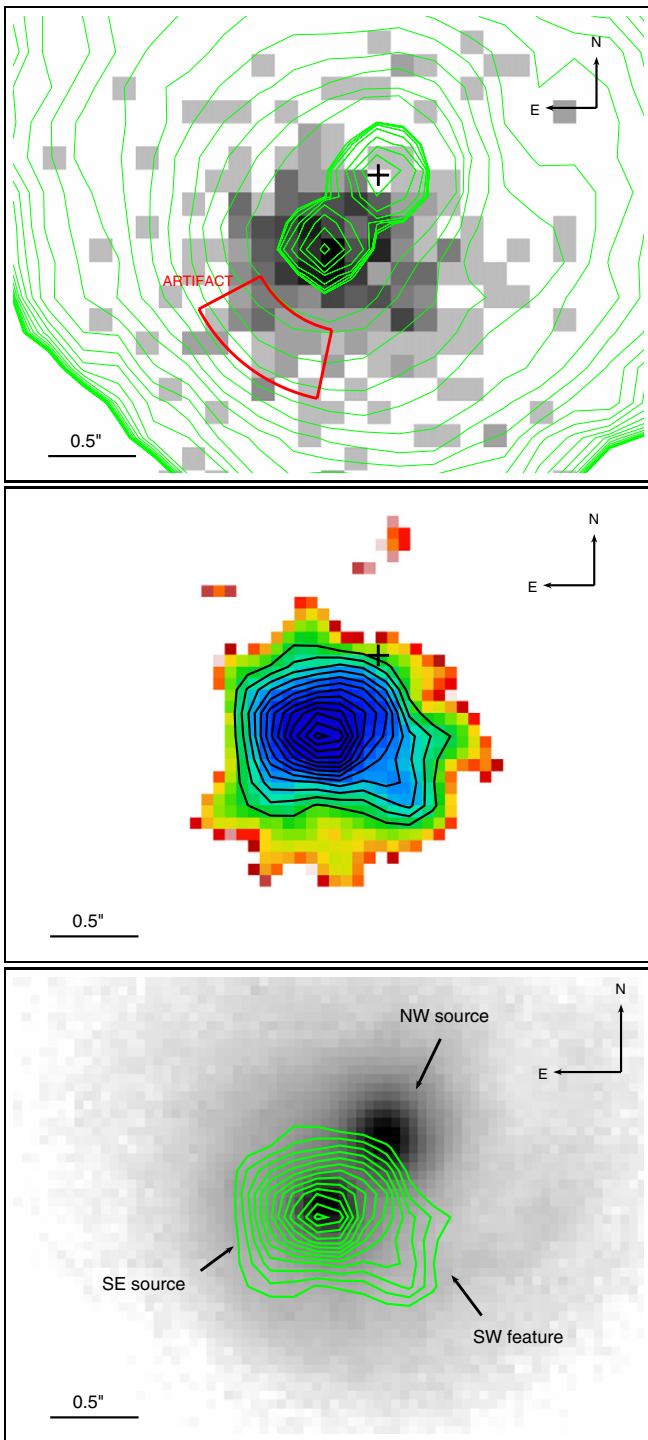 N
E
ARTIFACT
0.5"
N
E
0.5"
N
NW source
E
SE source
SW feature
0.5"